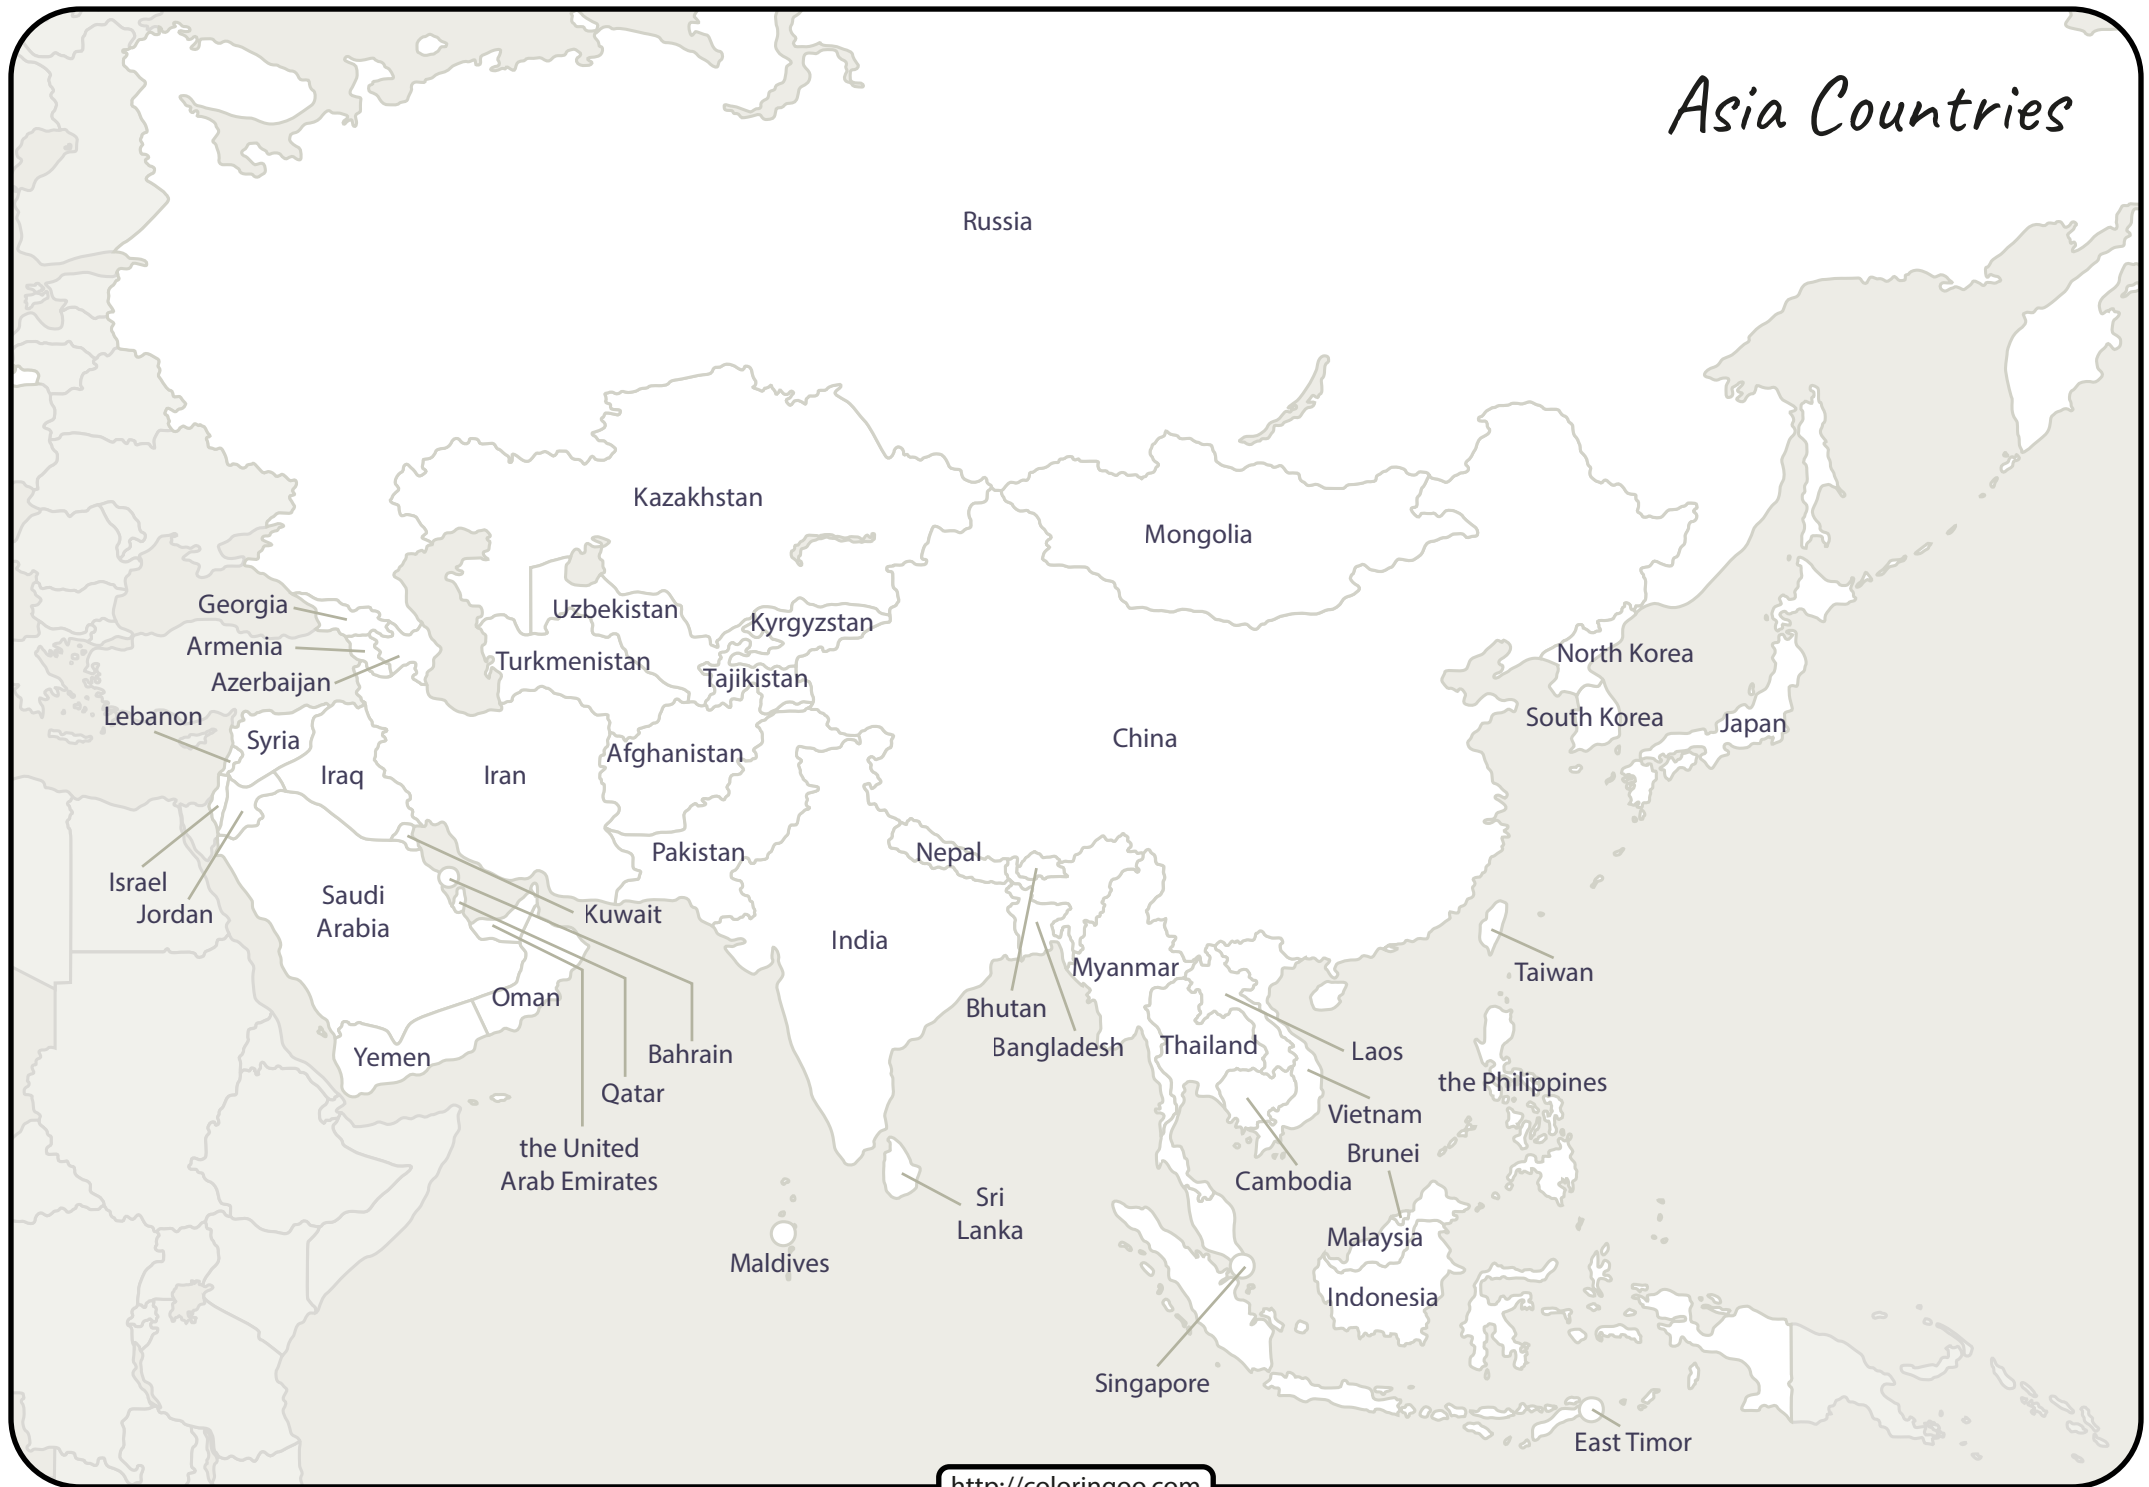 Asia Countries
Russia
Kazakhstan
Mongolia
Georgia
Uzbekistan
Kyrgyzstan
Armenia
Turkmenistan
North Korea
Azerbaijan
Tajikistan
Lebanon
South Korea
Japan
Syria
China
Afghanistan
Iraq
Iran
Pakistan
Nepal
Israel
Saudi
Arabia
Jordan
Kuwait
India
Myanmar
Taiwan
Oman
Bhutan
Bangladesh
Thailand
Laos
Yemen
Bahrain
the Philippines
Qatar
Vietnam
the United
Arab Emirates
Brunei
Cambodia
Sri
Lanka
Malaysia
Maldives
Indonesia
Singapore
East Timor
http://coloringoo.com